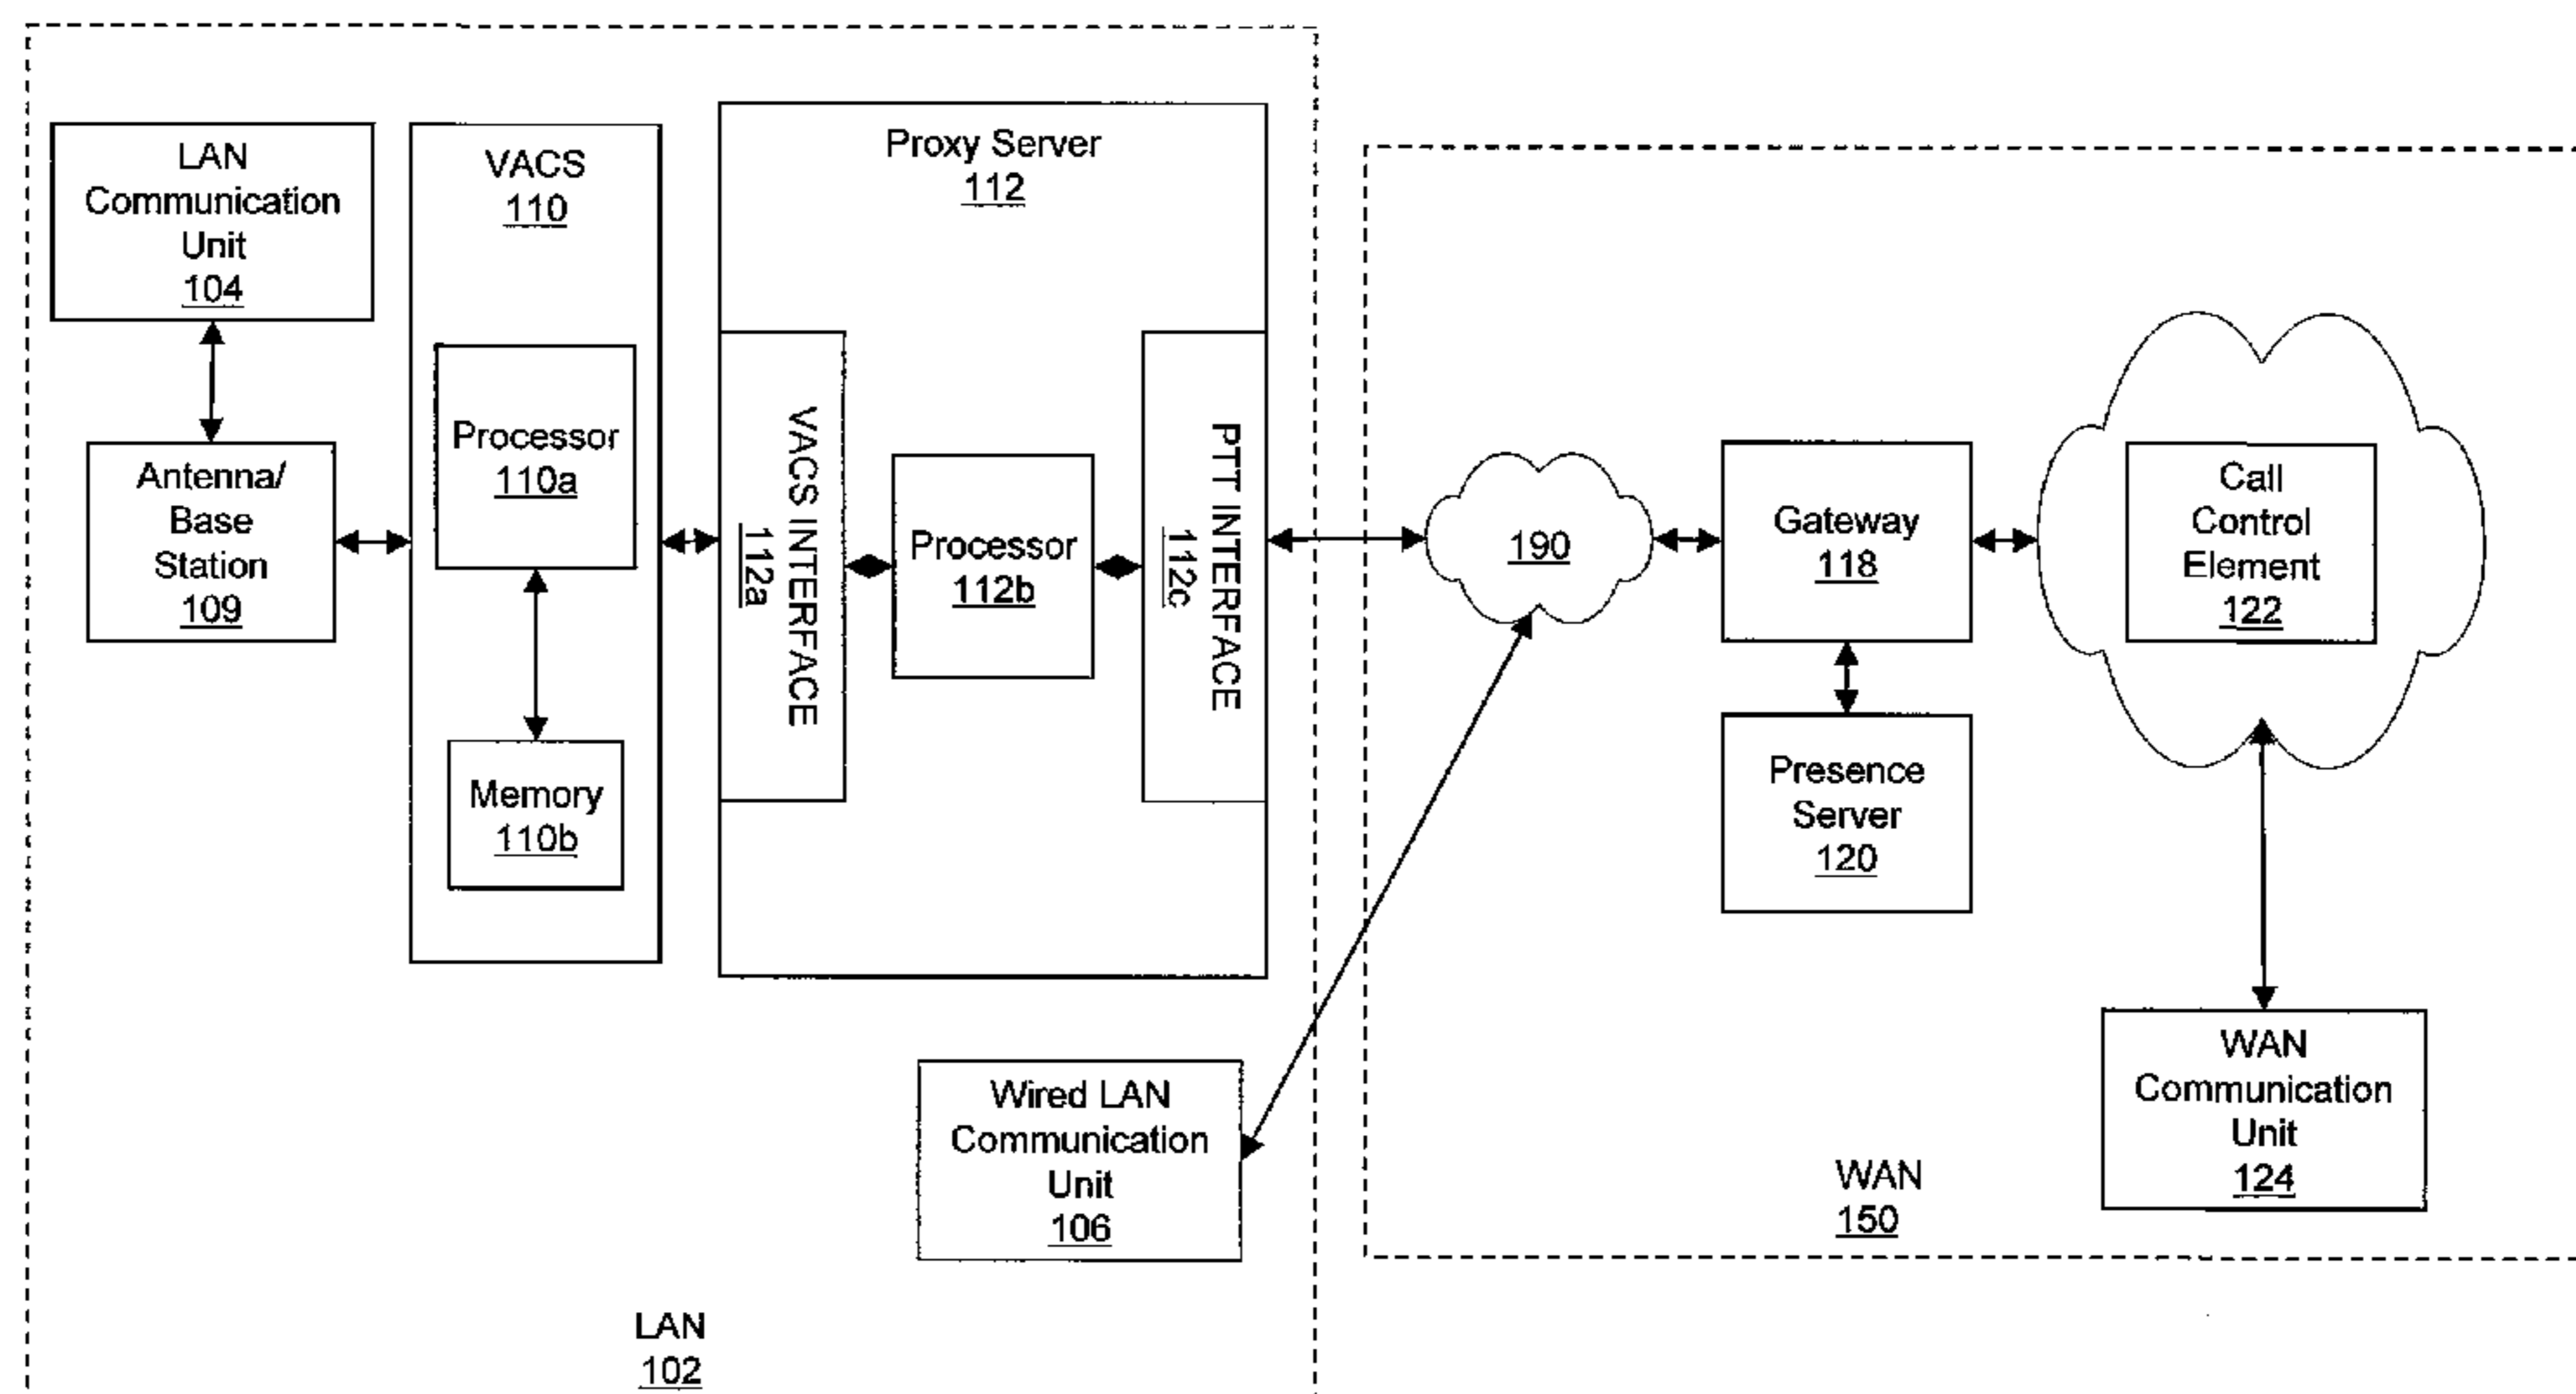 LAN
Communication
Unit
104
Antenna/
Base
Station
109
VACS
110
Processor
110a
Memory
110b
Proxy Server
112
VACS INTERFACE
112a
Processor
112b
PTT INTERFACE
112c
Wired LAN
Communication
Unit
106
LAN
102
190
Gateway
118
Presence
Server
120
Call
Control
Element
122
WAN
Communication
Unit
124
WAN
150